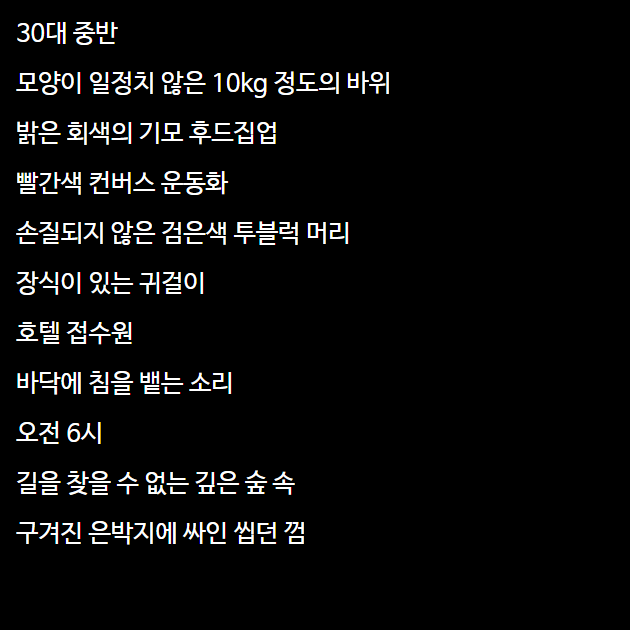 30대 중반
모양이 일정치 않은 10kg 정도의 바위
밝은 회색의 기모 후드집업
빨간색 컨버스 운동화
손질되지 않은 검은색 투블럭 머리
장식이 있는 귀걸이
호텔 접수원
바닥에 침을 뱉는 소리
오전 6시
길을 찾을 수 없는 깊은 숲 속
구겨진 은박지에 싸인 씹던 껌